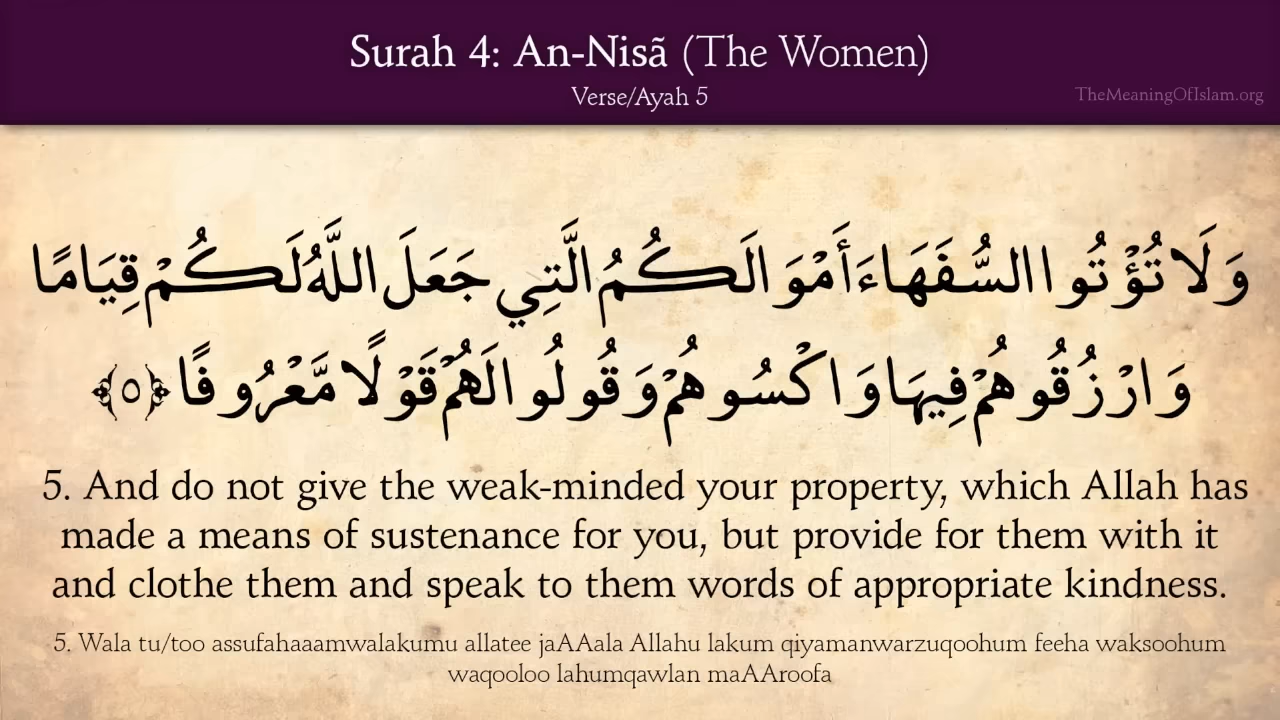 Surah 4: An-Nisã (The Women)
Verse/Ayah 5
TheMeaningOfIslam.org
وَلَا تُؤْتُوا السُّفَهَاءَ أَمْوَالَكُمُ الَّتِي جَعَلَ اللَّهُ لَكُمْ قِيَامًا
وَارْزُقُوهُمْ فِيهَا وَاكْسُوهُمْ وَقُولُوا لَهُمْ قَوْلًا مَّعْرُوفًا ﴿٥﴾
5. And do not give the weak-minded your property, which Allah has
made a means of sustenance for you, but provide for them with it
and clothe them and speak to them words of appropriate kindness.
5. Wala tu/too assufahaaamwalakumu allatee jaAAala Allahu lakum qiyamanwarzuqoohum feeha waksoohum
waqooloo lahumqawlan maAAroofa